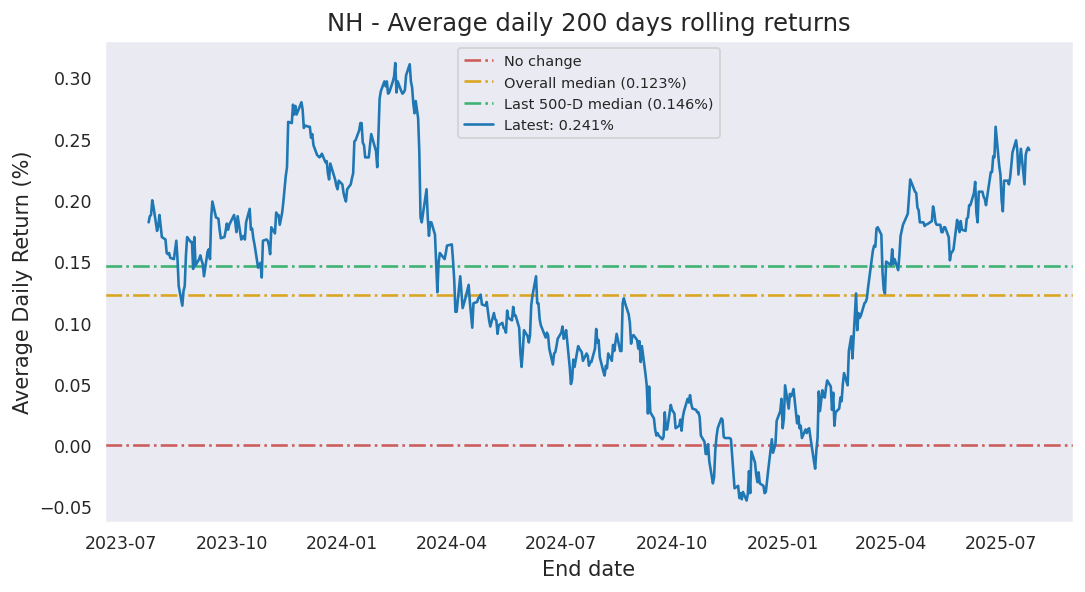 NH - Average daily 200 days rolling returns
No change
Overall median (0.123%)
Last 500-D median (0.146%)
Latest: 0.241%
Average Daily Return (%)
0.30
0.25
0.20
0.15
0.10
0.05
0.00
−0.05
2023-07 2023-10 2024-01 2024-04 2024-07 2024-10 2025-01 2025-04 2025-07
End date